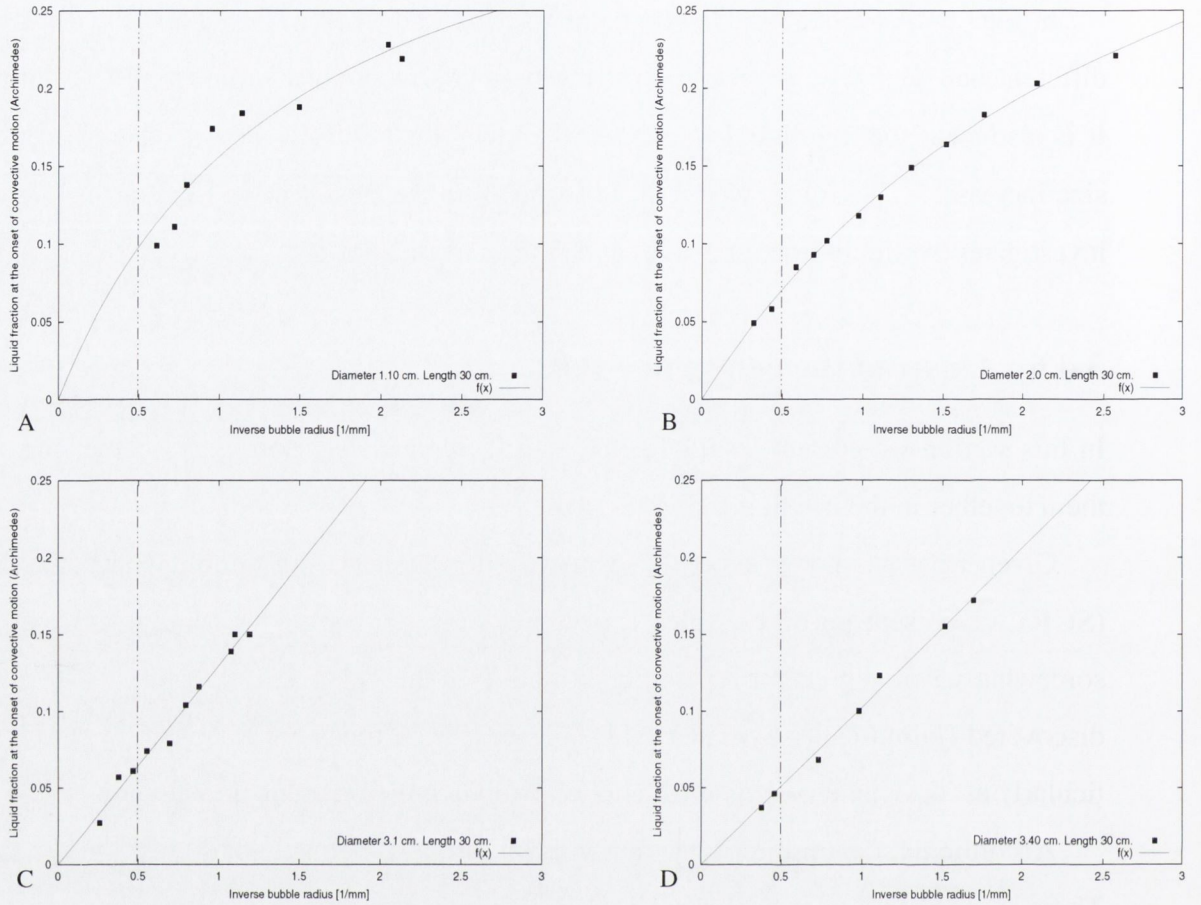 Liquid fraction at the onset of convective motion (Archimedes)
0.25
0.2
0.15
0.1
0.05
0
Diameter 1.10 cm. Length 30 cm.
f(x)
0 0.5 1 1.5 2 2.5 3
Inverse bubble radius [1/mm]
A
Liquid fraction at the onset of convective motion (Archimedes)
0.25
0.2
0.15
0.1
0.05
0
Diameter 2.0 cm. Length 30 cm.
f(x)
0 0.5 1 1.5 2 2.5 3
Inverse bubble radius [1/mm]
B
Liquid fraction at the onset of convective motion (Archimedes)
0.25
0.2
0.15
0.1
0.05
0
Diameter 3.1 cm. Length 30 cm.
f(x)
0 0.5 1 1.5 2 2.5 3
Inverse bubble radius [1/mm]
C
Liquid fraction at the onset of convective motion (Archimedes)
0.25
0.2
0.15
0.1
0.05
0
Diameter 3.40 cm. Length 30 cm.
f(x)
0 0.5 1 1.5 2 2.5 3
Inverse bubble radius [1/mm]
D